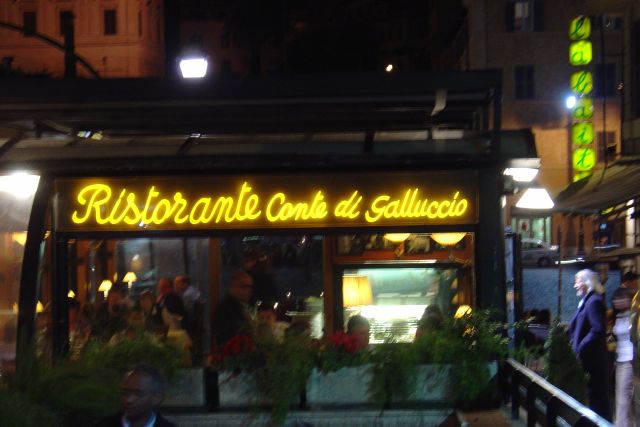 Ristorante Conte di Galluccio